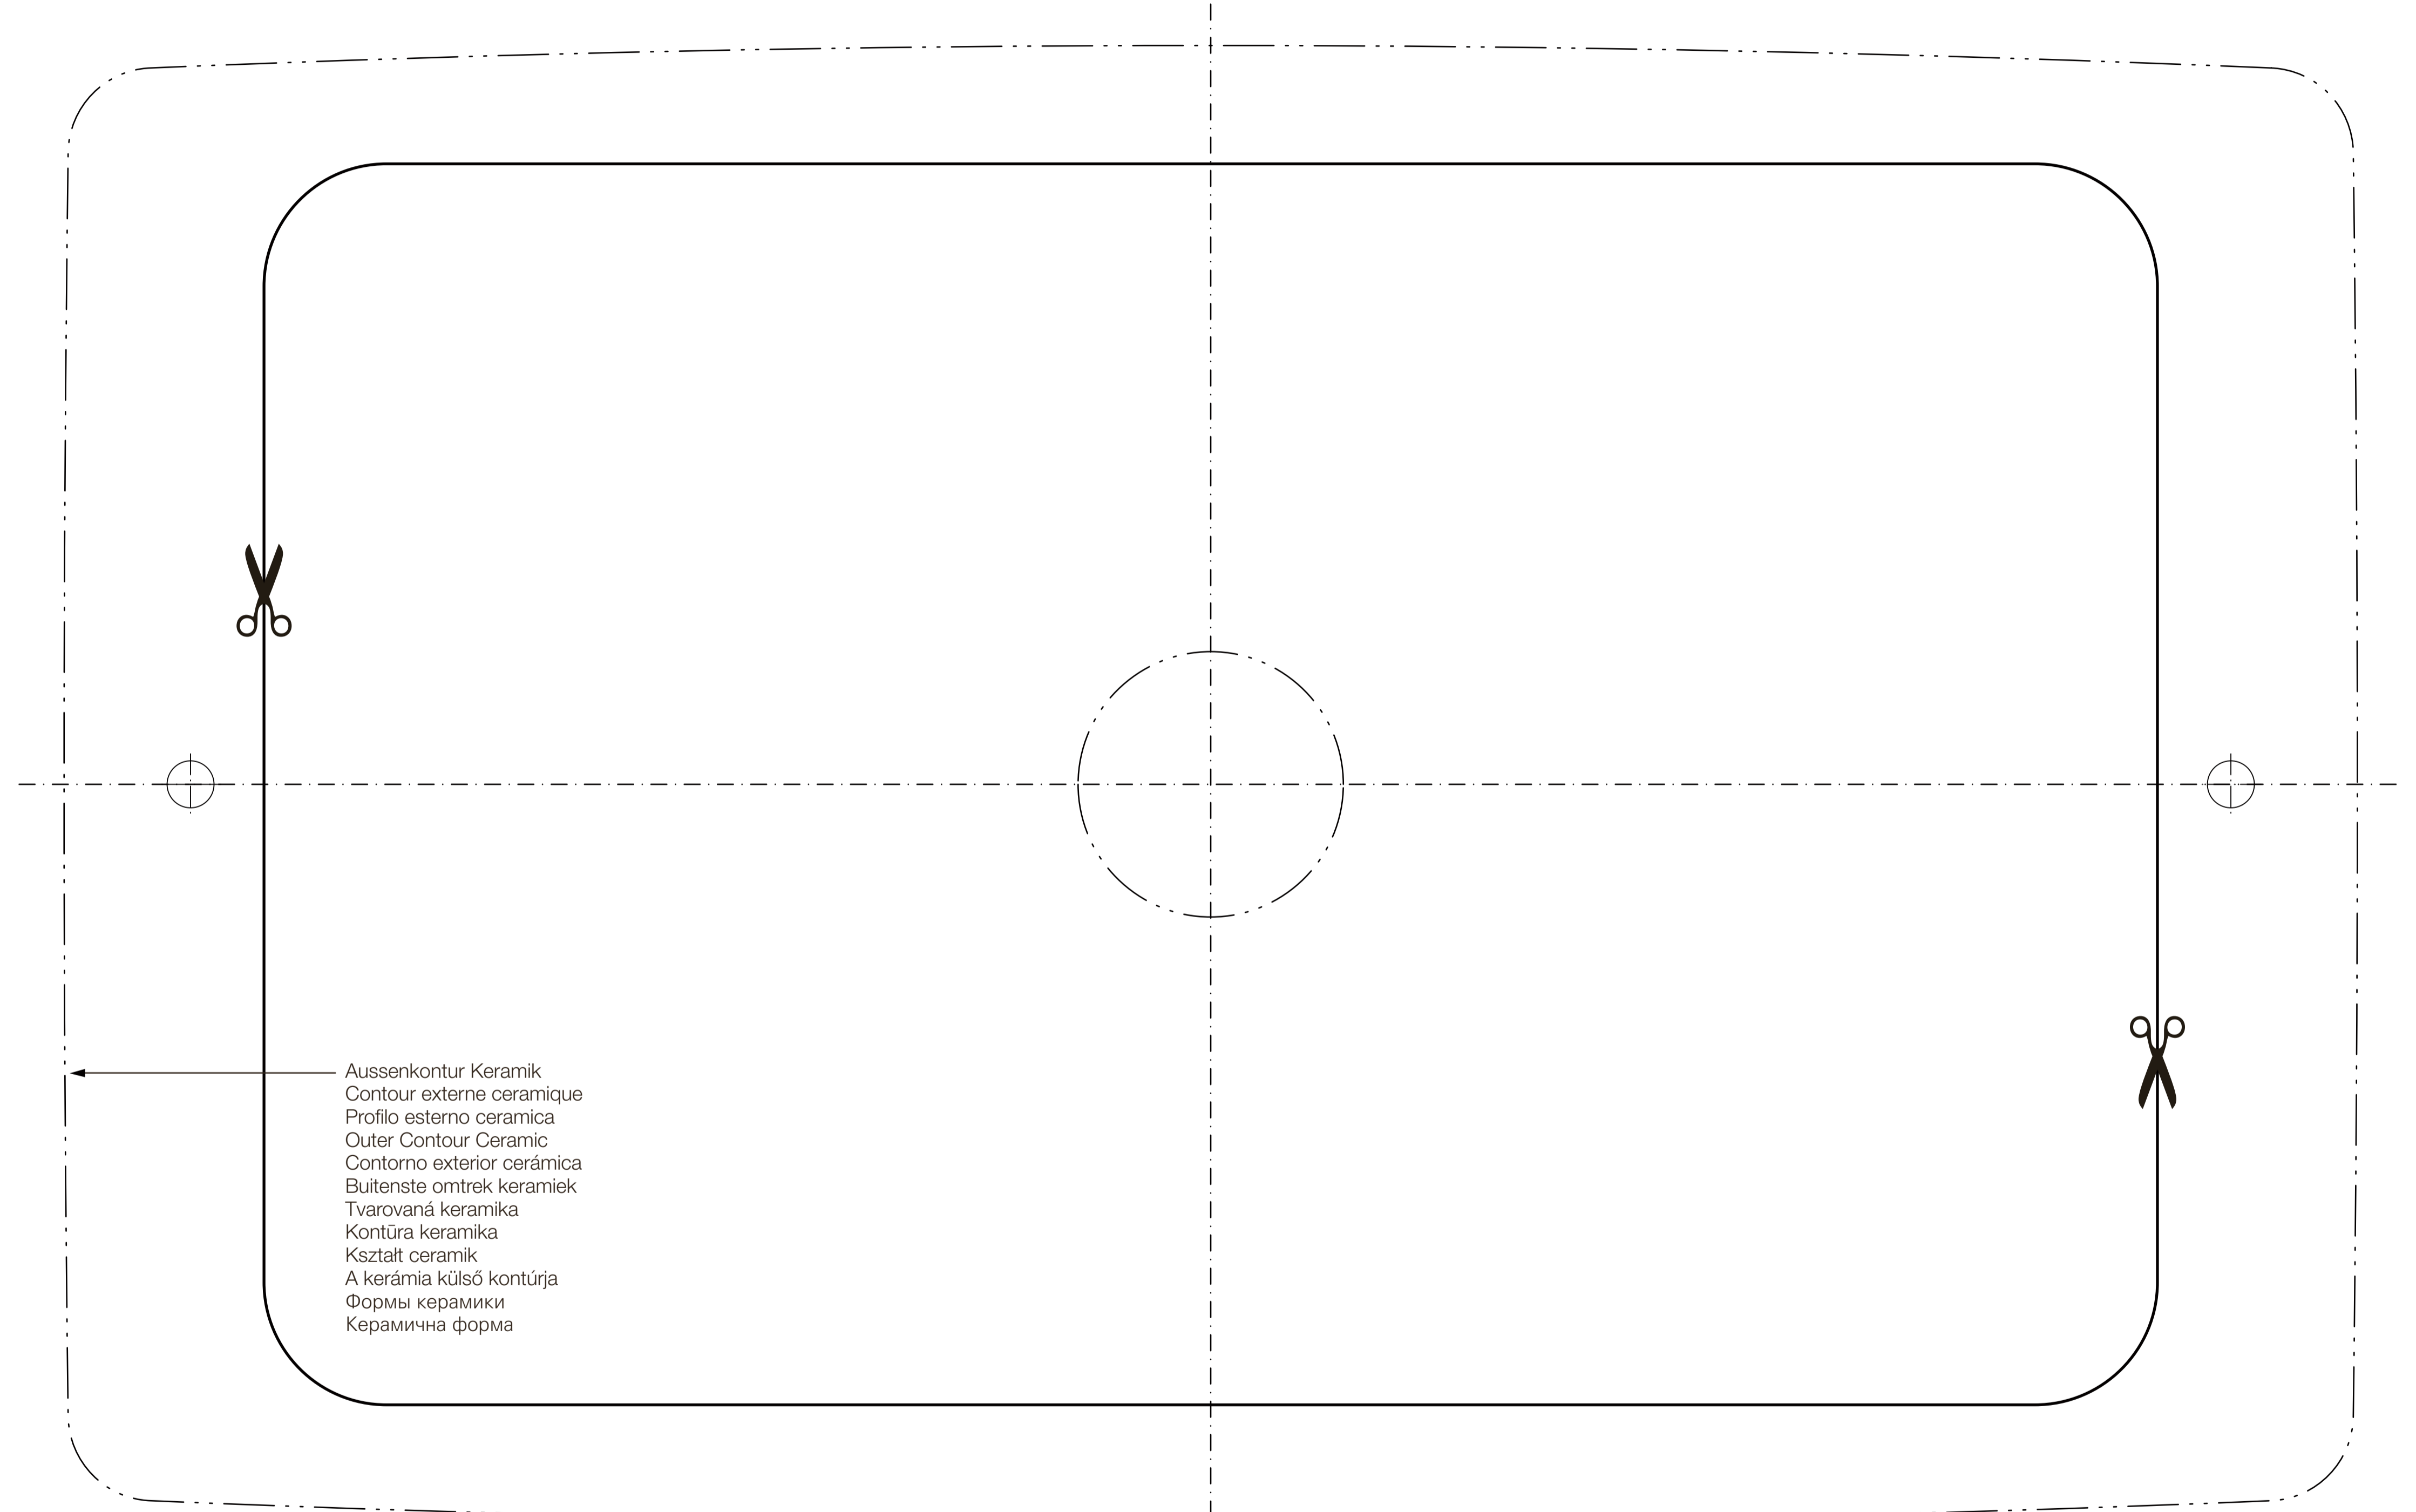 Aussenkontur Keramik
Contour externe ceramique
Profilo esterno ceramica
Outer Contour Ceramic
Contorno exterior cerámica
Buitenste omtrek keramiek
Tvarovaná keramika
Kontūra keramika
Kształt ceramik
A kerámia külső kontúrja
Формы керамики
Керамична форма